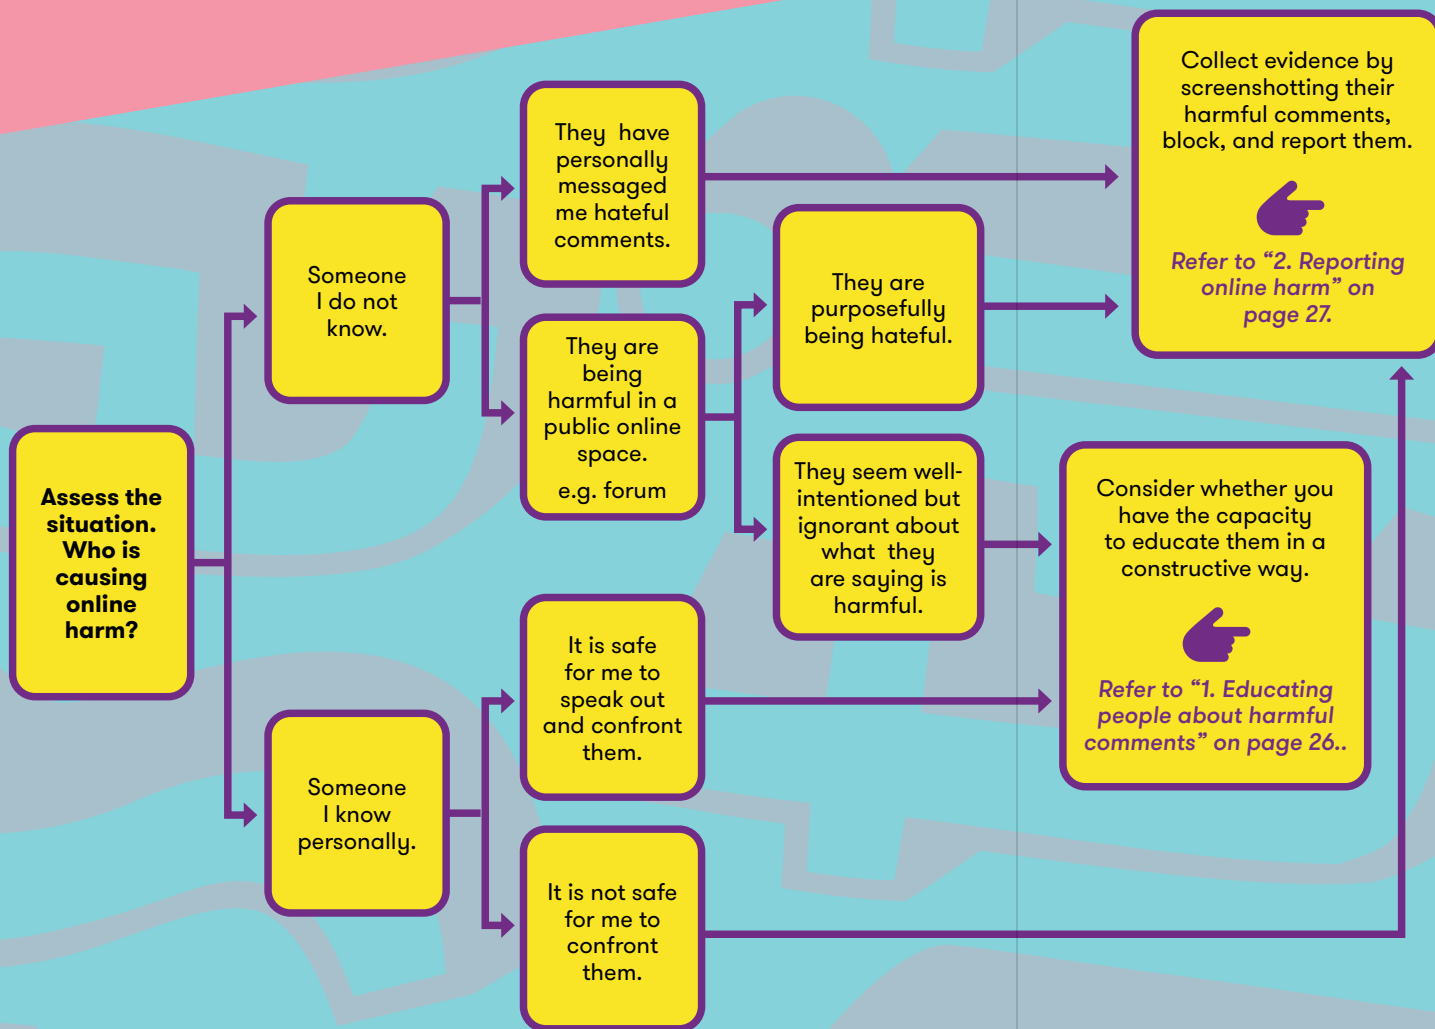 Assess the
situation.
Who is
causing
online
harm?
Someone
I do not
know.
They have
personally
messaged
me hateful
comments.
They are
being
harmful in a
public online
space.
e.g. forum
They are
purposefully
being hateful.
They seem well-
intentioned but
ignorant about
what they
are saying is
harmful.
Collect evidence by
screenshotting their
harmful comments,
block, and report them.
Refer to “2. Reporting
online harm” on
page 27.
Consider whether you
have the capacity
to educate them in a
constructive way.
Refer to “1. Educating
people about harmful
comments” on page 26..
Someone
I know
personally.
It is safe
for me to
speak out
and confront
them.
It is not safe
for me to
confront
them.